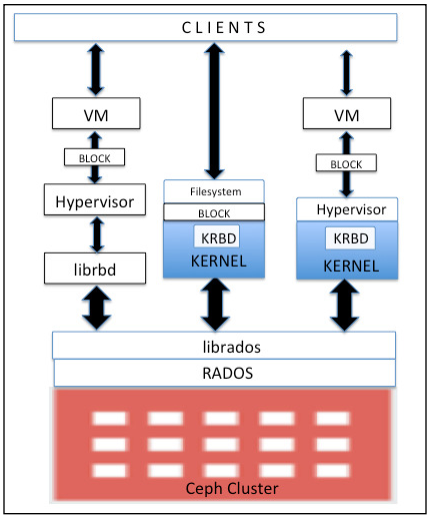 CLIENTS
VM
BLOCK
Hypervisor
librbd
Filesystem
BLOCK
KRBD
KERNEL
VM
BLOCK
Hypervisor
KRBD
KERNEL
librados
RADOS
Ceph Cluster